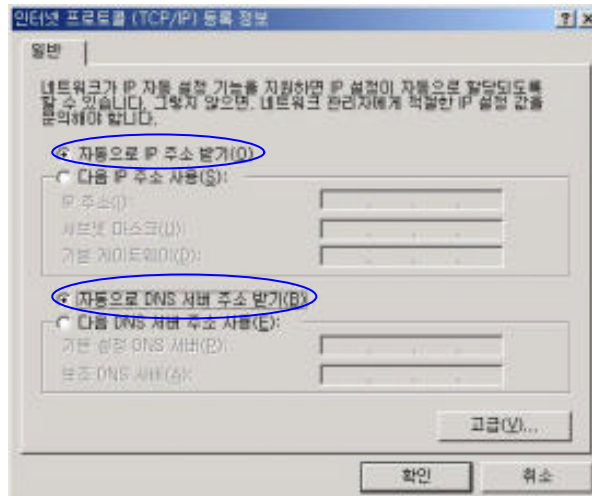 인터넷 프로토콜 (TCP/IP) 등록 정보
일반
네트워크가 IP 자동 설정 기능을 지원하면 IP 설정이 자동으로 할당되도록
할 수 있습니다. 그렇지 않으면, 네트워크 관리자에게 적절한 IP 설정 값을
문의해야 합니다.
자동으로 IP 주소 받기(O)
다음 IP 주소 사용(S):
IP 주소(I):
서브넷 마스크(U):
기본 게이트웨이(D):
자동으로 DNS 서버 주소 받기(B)
다음 DNS 서버 주소 사용(E):
기본 설정 DNS 서버(P):
보조 DNS 서버(A):
고급(V)...
확인
취소